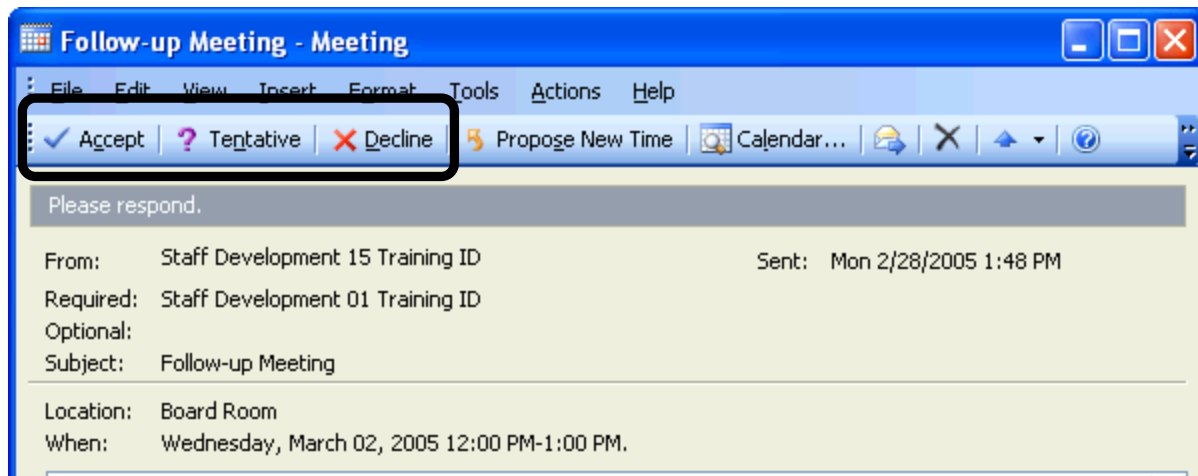 Follow-up Meeting - Meeting
File Edit View Insert Format Tools Actions Help
Accept ? Tentative Decline Propose New Time Calendar... ?
Please respond.
From: Staff Development 15 Training ID Sent: Mon 2/28/2005 1:48 PM
Required: Staff Development 01 Training ID
Optional:
Subject: Follow-up Meeting
Location: Board Room
When: Wednesday, March 02, 2005 12:00 PM-1:00 PM.